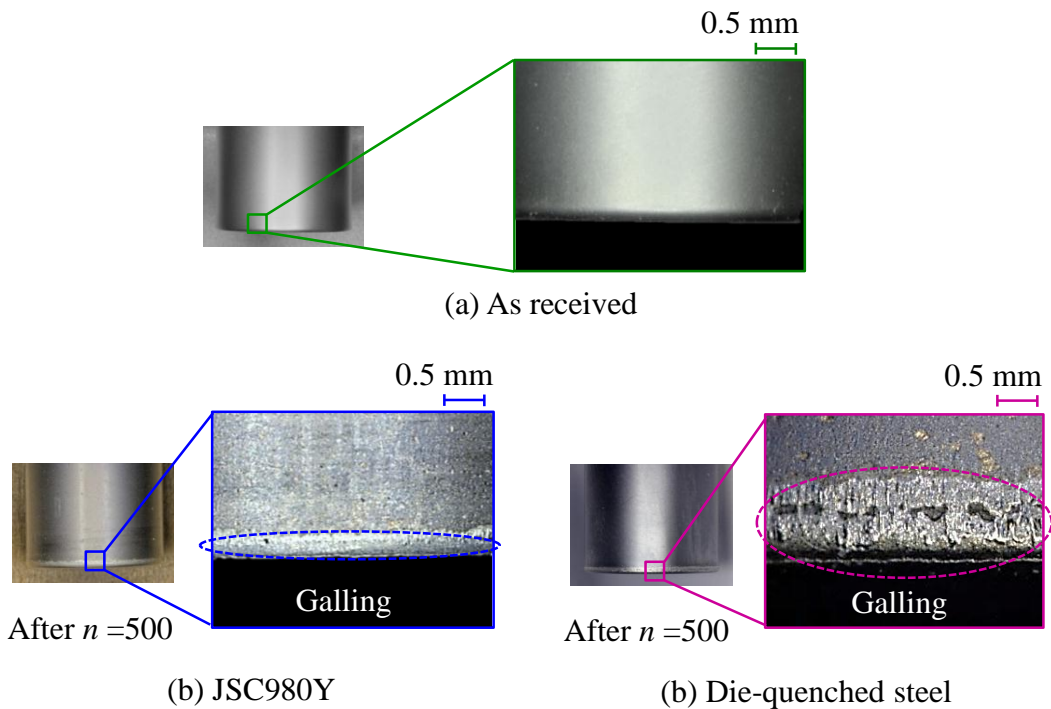 0.5 mm
(a) As received
0.5 mm
0.5 mm
Galling
Galling
After n =500
After n =500
(b) JSC980Y
(b) Die-quenched steel